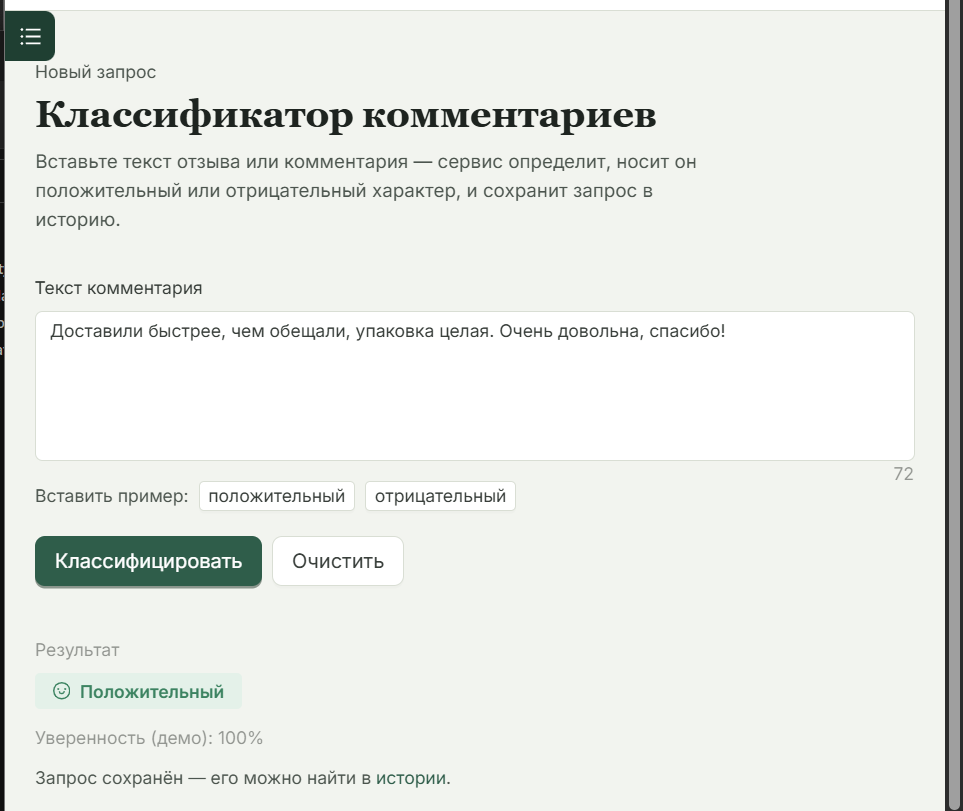 Новый запрос
Классификатор комментариев
Вставьте текст отзыва или комментария — сервис определит, носит он
положительный или отрицательный характер, и сохранит запрос в
историю.
Текст комментария
Доставили быстрее, чем обещали, упаковка целая. Очень довольна, спасибо!
72
Вставить пример: положительный отрицательный
Классифицировать Очистить
Результат
Положительный
Уверенность (демо): 100%
Запрос сохранён — его можно найти в истории.